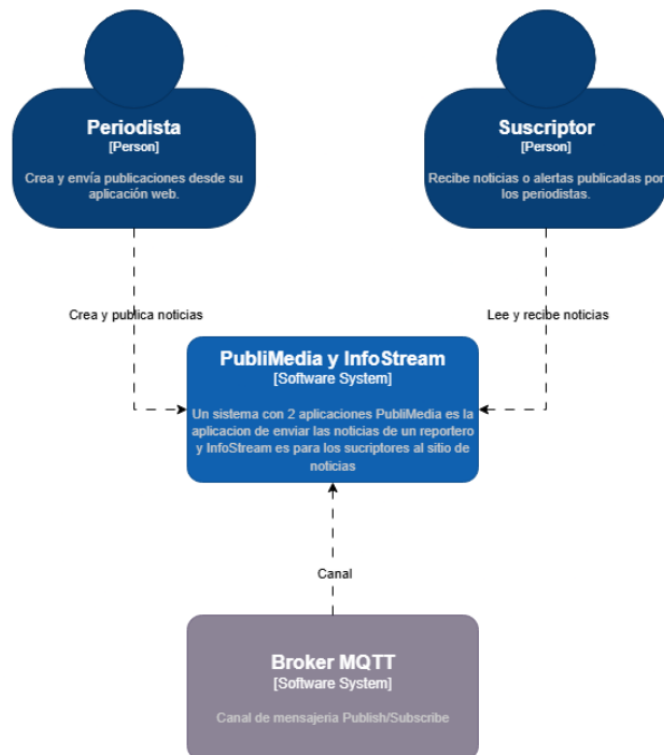 Periodista
[Person]
Crea y envía publicaciones desde su
aplicación web.
Suscriptor
[Person]
Recibe noticias o alertas publicadas por
los periodistas.
Crea y publica noticias
Lee y recibe noticias
PubliMedia y InfoStream
[Software System]
Un sistema con 2 aplicaciones PubliMedia es la
aplicacion de enviar las noticias de un reportero
y InfoStream es para los sucriptores al sitio de
noticias
Canal
Broker MQTT
[Software System]
Canal de mensajeria Publish/Subscribe